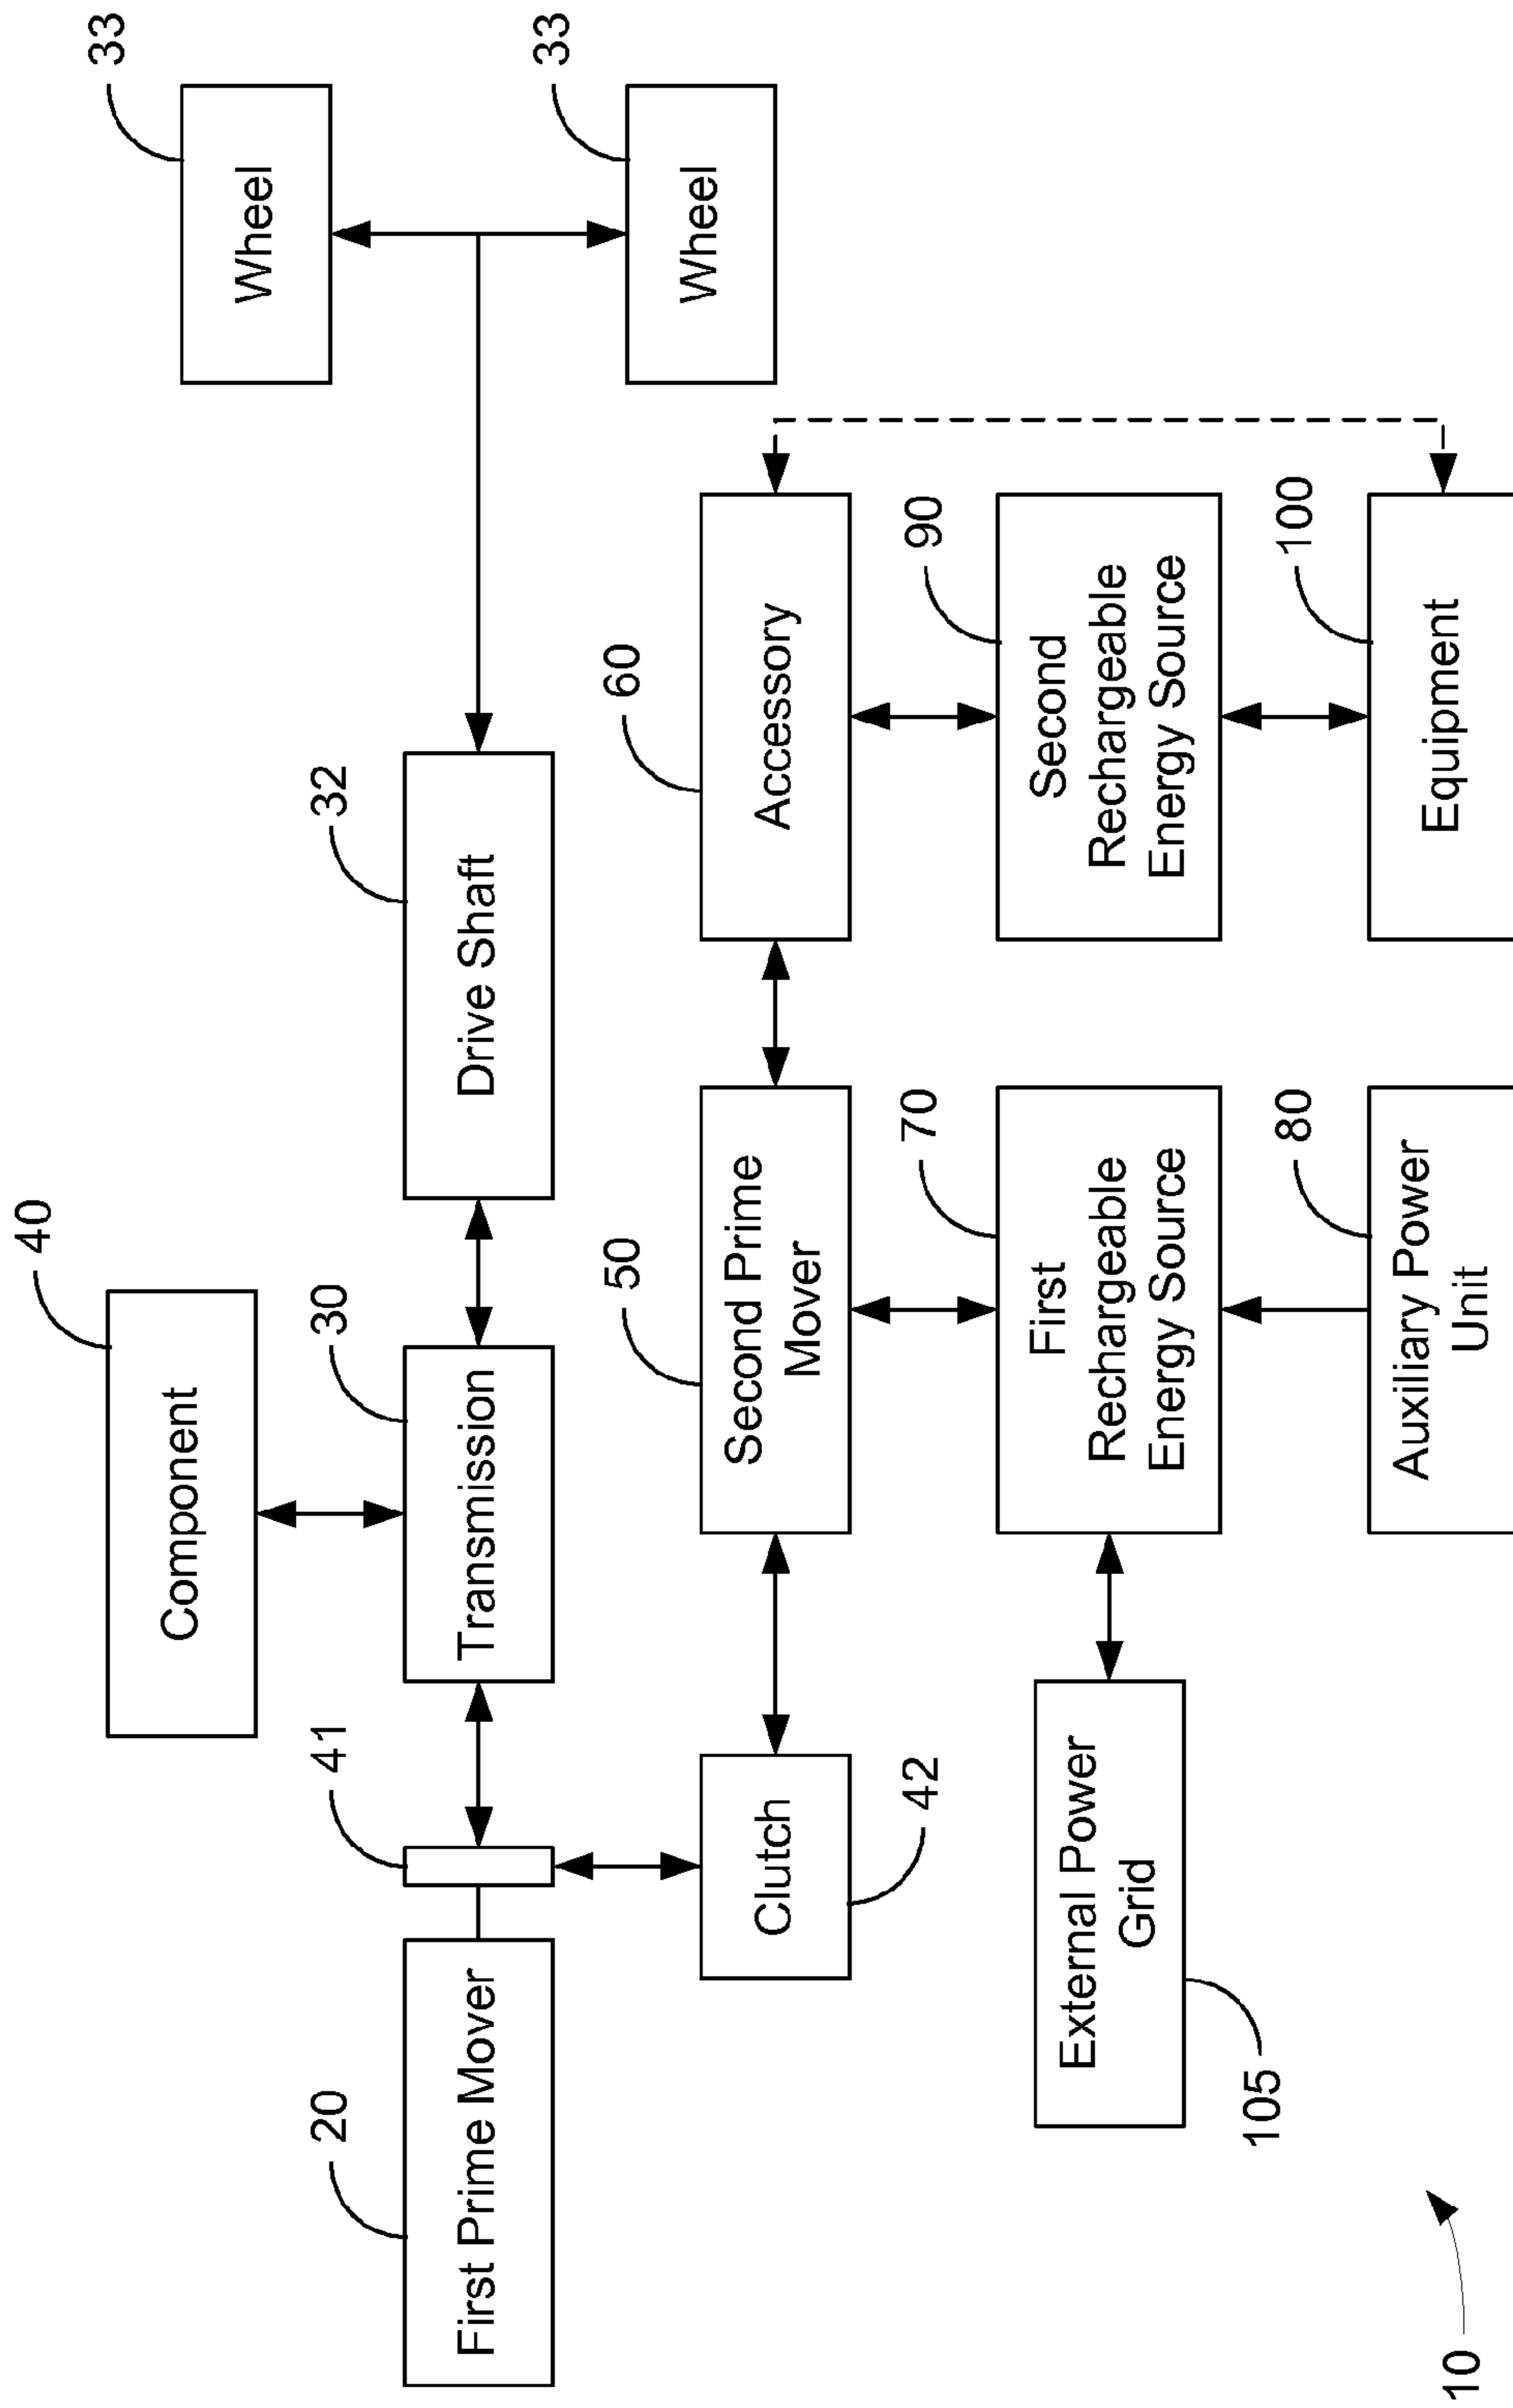 33
Wheel
33
Wheel
40
Component
41
30
Transmission
32
Drive Shaft
20
First Prime Mover
Clutch
42
50
Second Prime
Mover
60
Accessory
External Power
Grid
105
70
First
Rechargeable
Energy Source
90
Second
Rechargeable
Energy Source
80
Auxiliary Power
Unit
100
Equipment
10